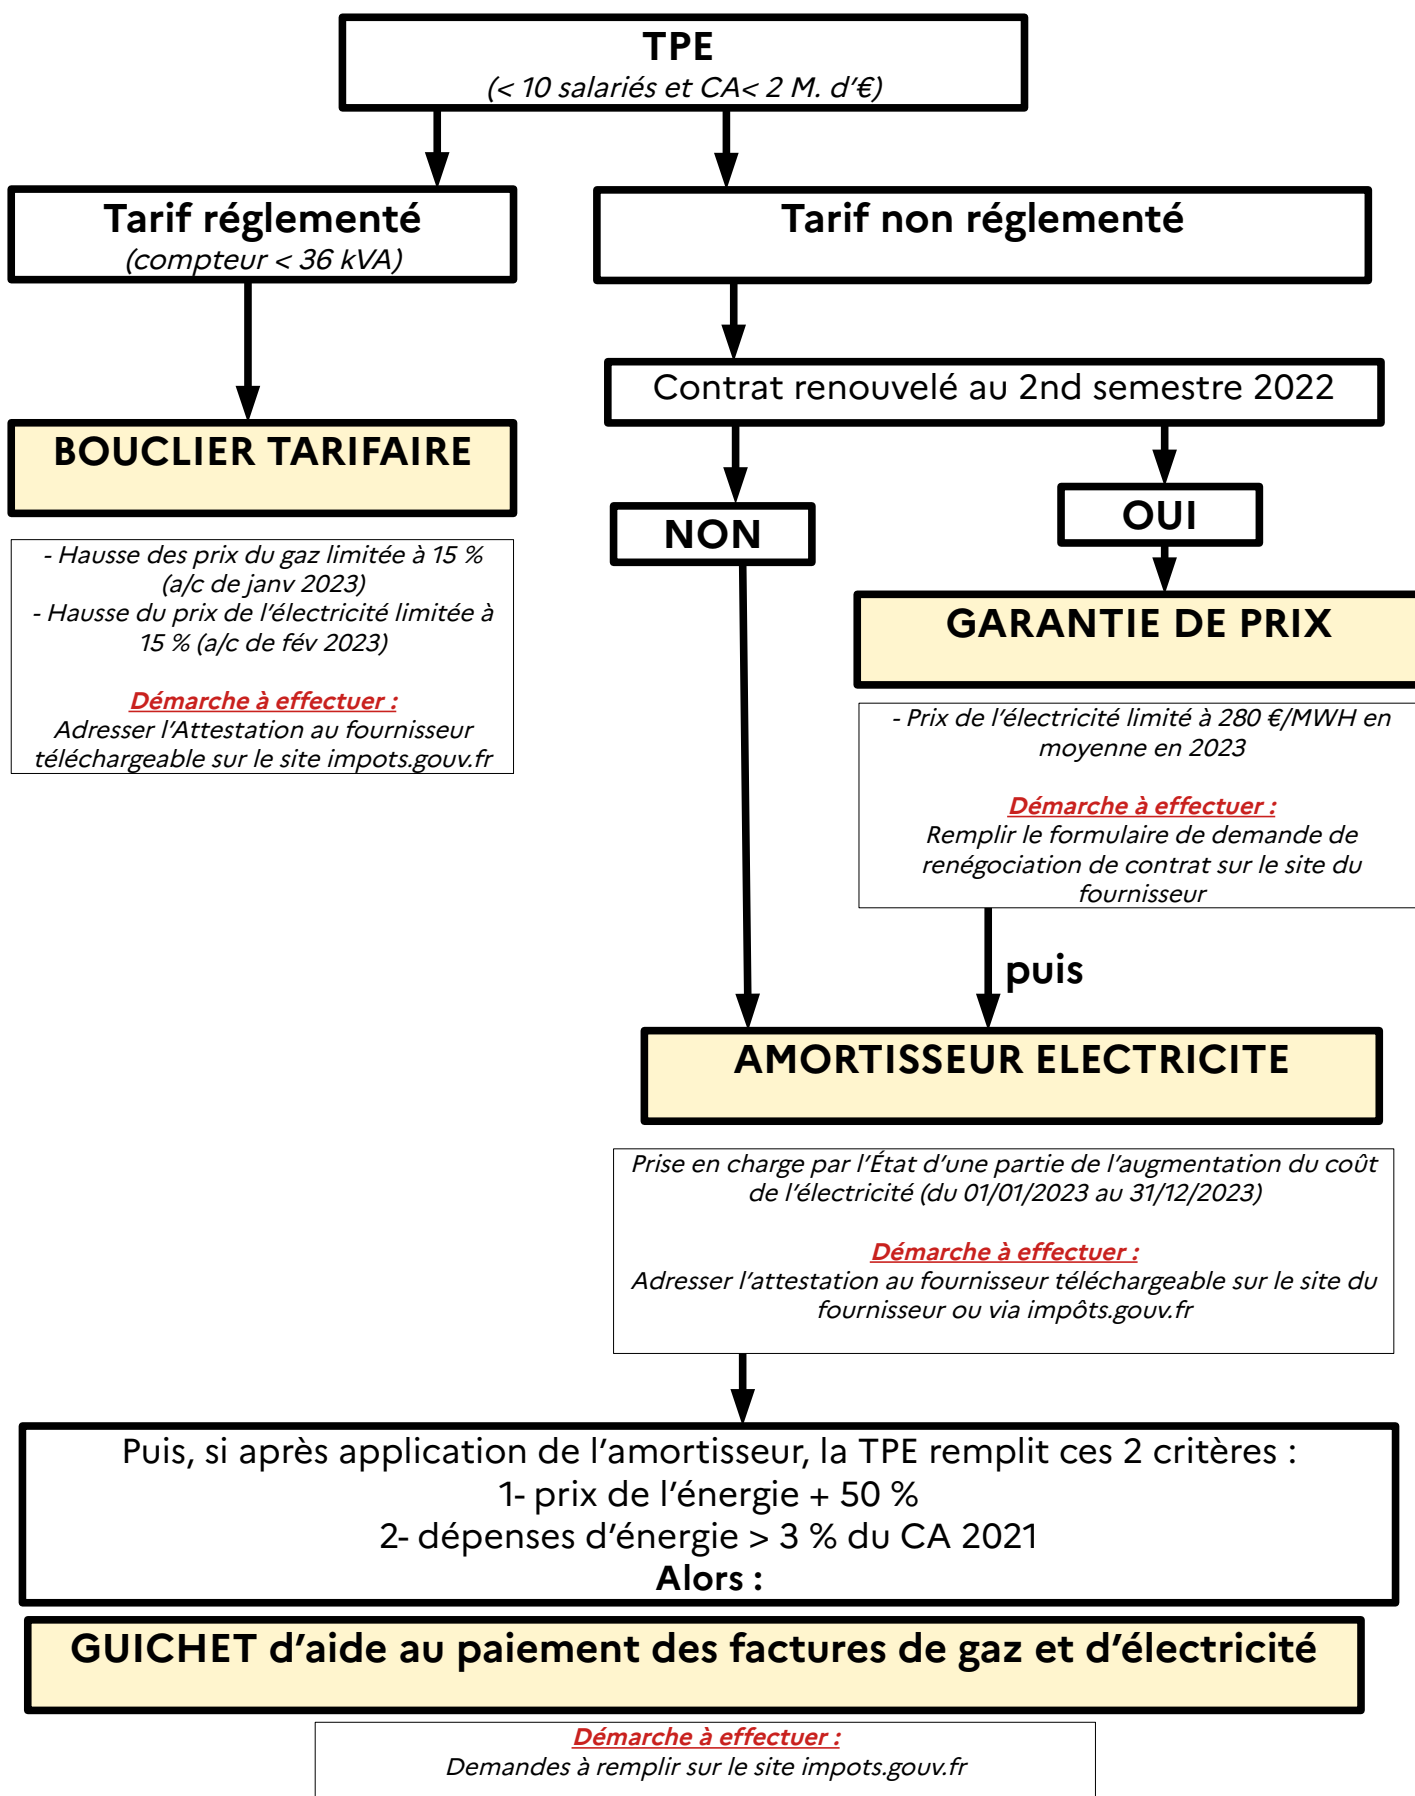 TPE
(< 10 salariés et CA< 2 M. d’€)
Tarif réglementé
(compteur < 36 kVA)
Tarif non réglementé
Contrat renouvelé au 2nd semestre 2022
BOUCLIER TARIFAIRE
NON
OUI
- Hausse des prix du gaz limitée à 15 %
(a/c de janv 2023)
- Hausse du prix de l’électricité limitée à
15 % (a/c de fév 2023)
Démarche à effectuer :
Adresser l’Attestation au fournisseur
téléchargeable sur le site impots.gouv.fr
GARANTIE DE PRIX
- Prix de l’électricité limité à 280 €/MWH en
moyenne en 2023
Démarche à effectuer :
Remplir le formulaire de demande de
renégociation de contrat sur le site du
fournisseur
puis
AMORTISSEUR ELECTRICITE
Prise en charge par l’État d’une partie de l’augmentation du coût
de l’électricité (du 01/01/2023 au 31/12/2023)
Démarche à effectuer :
Adresser l’attestation au fournisseur téléchargeable sur le site du
fournisseur ou via impôts.gouv.fr
Puis, si après application de l’amortisseur, la TPE remplit ces 2 critères :
1- prix de l’énergie + 50 %
2- dépenses d’énergie > 3 % du CA 2021
Alors :
GUICHET d’aide au paiement des factures de gaz et d’électricité
Démarche à effectuer :
Demandes à remplir sur le site impots.gouv.fr